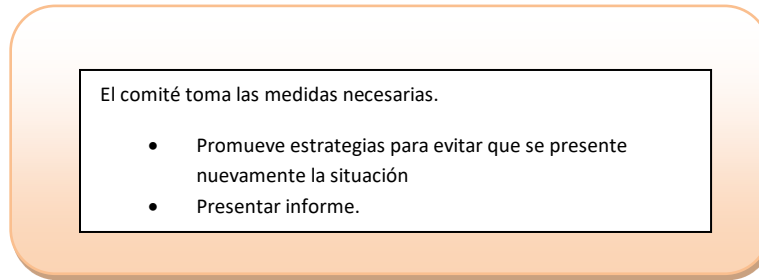 El comité toma las medidas necesarias.
• Promueve estrategias para evitar que se presente
nuevamente la situación
• Presentar informe.